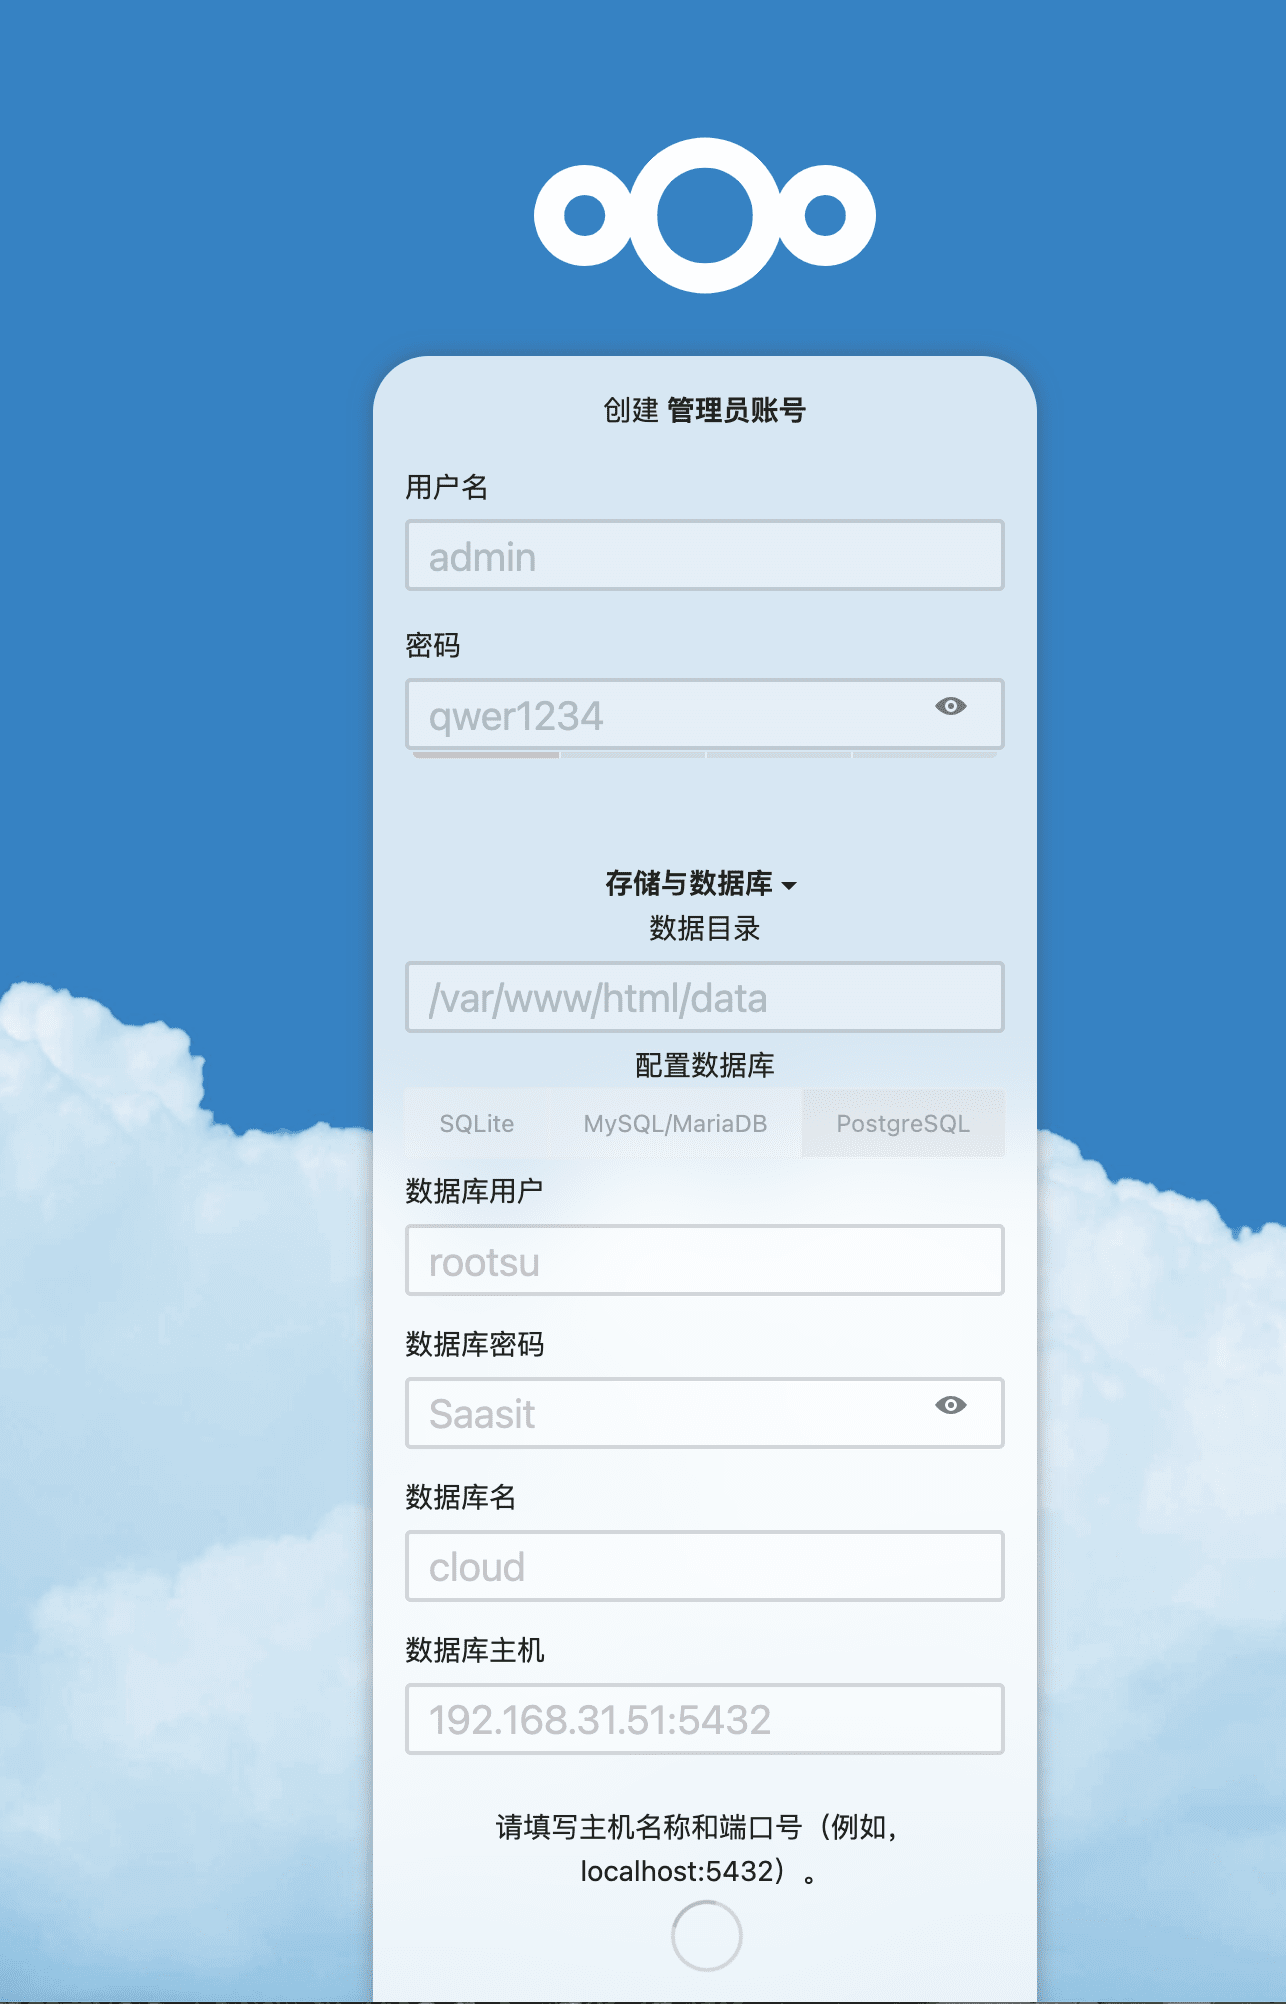 创建 管理员账号
用户名
admin
密码
qwer1234
存储与数据库
数据目录
/var/www/html/data
配置数据库
SQLite MySQL/MariaDB PostgreSQL
数据库用户
rootsu
数据库密码
Saasit
数据库名
cloud
数据库主机
192.168.31.51:5432
请填写主机名称和端口号（例如，
localhost:5432）。